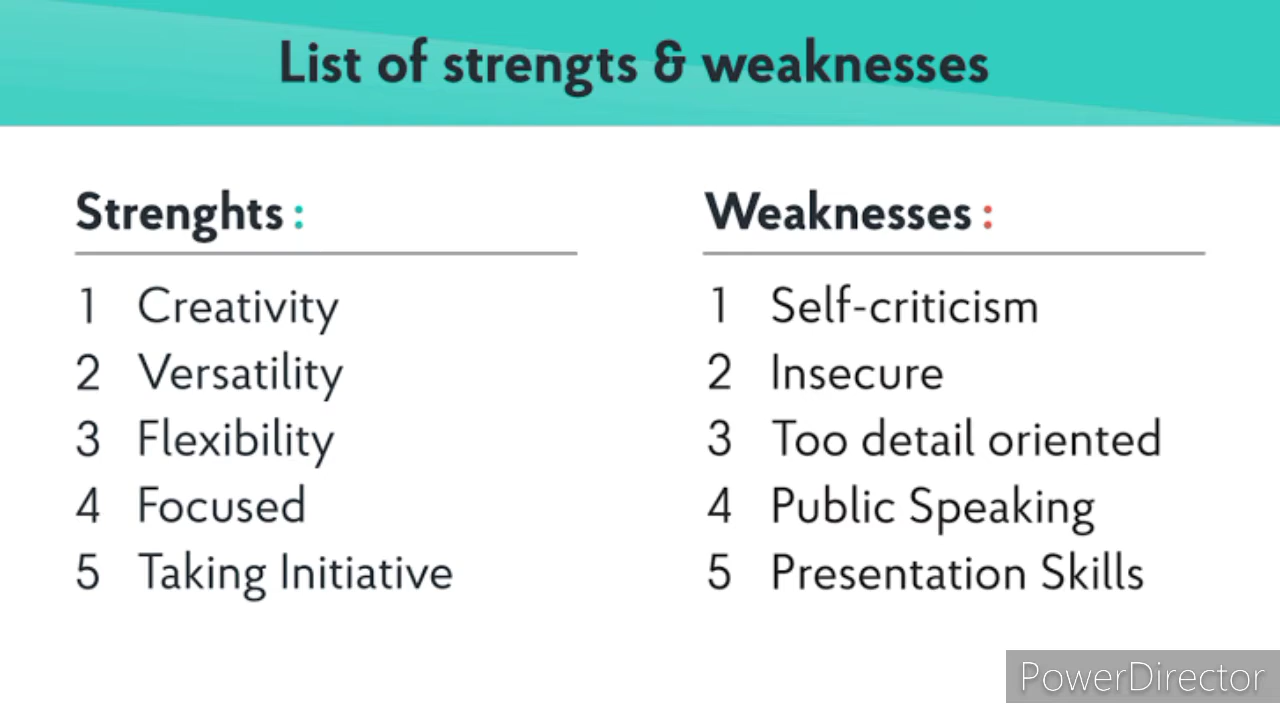 List of strengts & weaknesses
Strenghts :
1 Creativity
2 Versatility
3 Flexibility
4 Focused
5 Taking Initiative
Weaknesses :
1 Self-criticism
2 Insecure
3 Too detail oriented
4 Public Speaking
5 Presentation Skills
PowerDirector